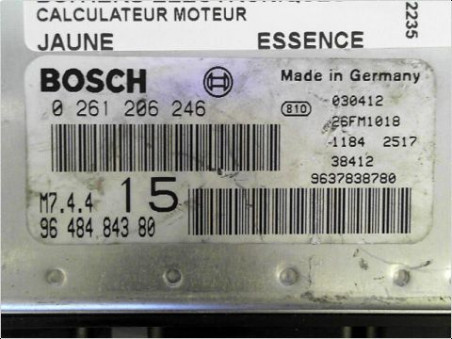 CALCULATEUR MOTEUR
JAUNE ESSENCE
2235
BOSCH Made in Germany
0 261 206 246
810
030412
26FM1018
1184 2517
38412
9637838780
M7.4.4 15
96 484 843 80